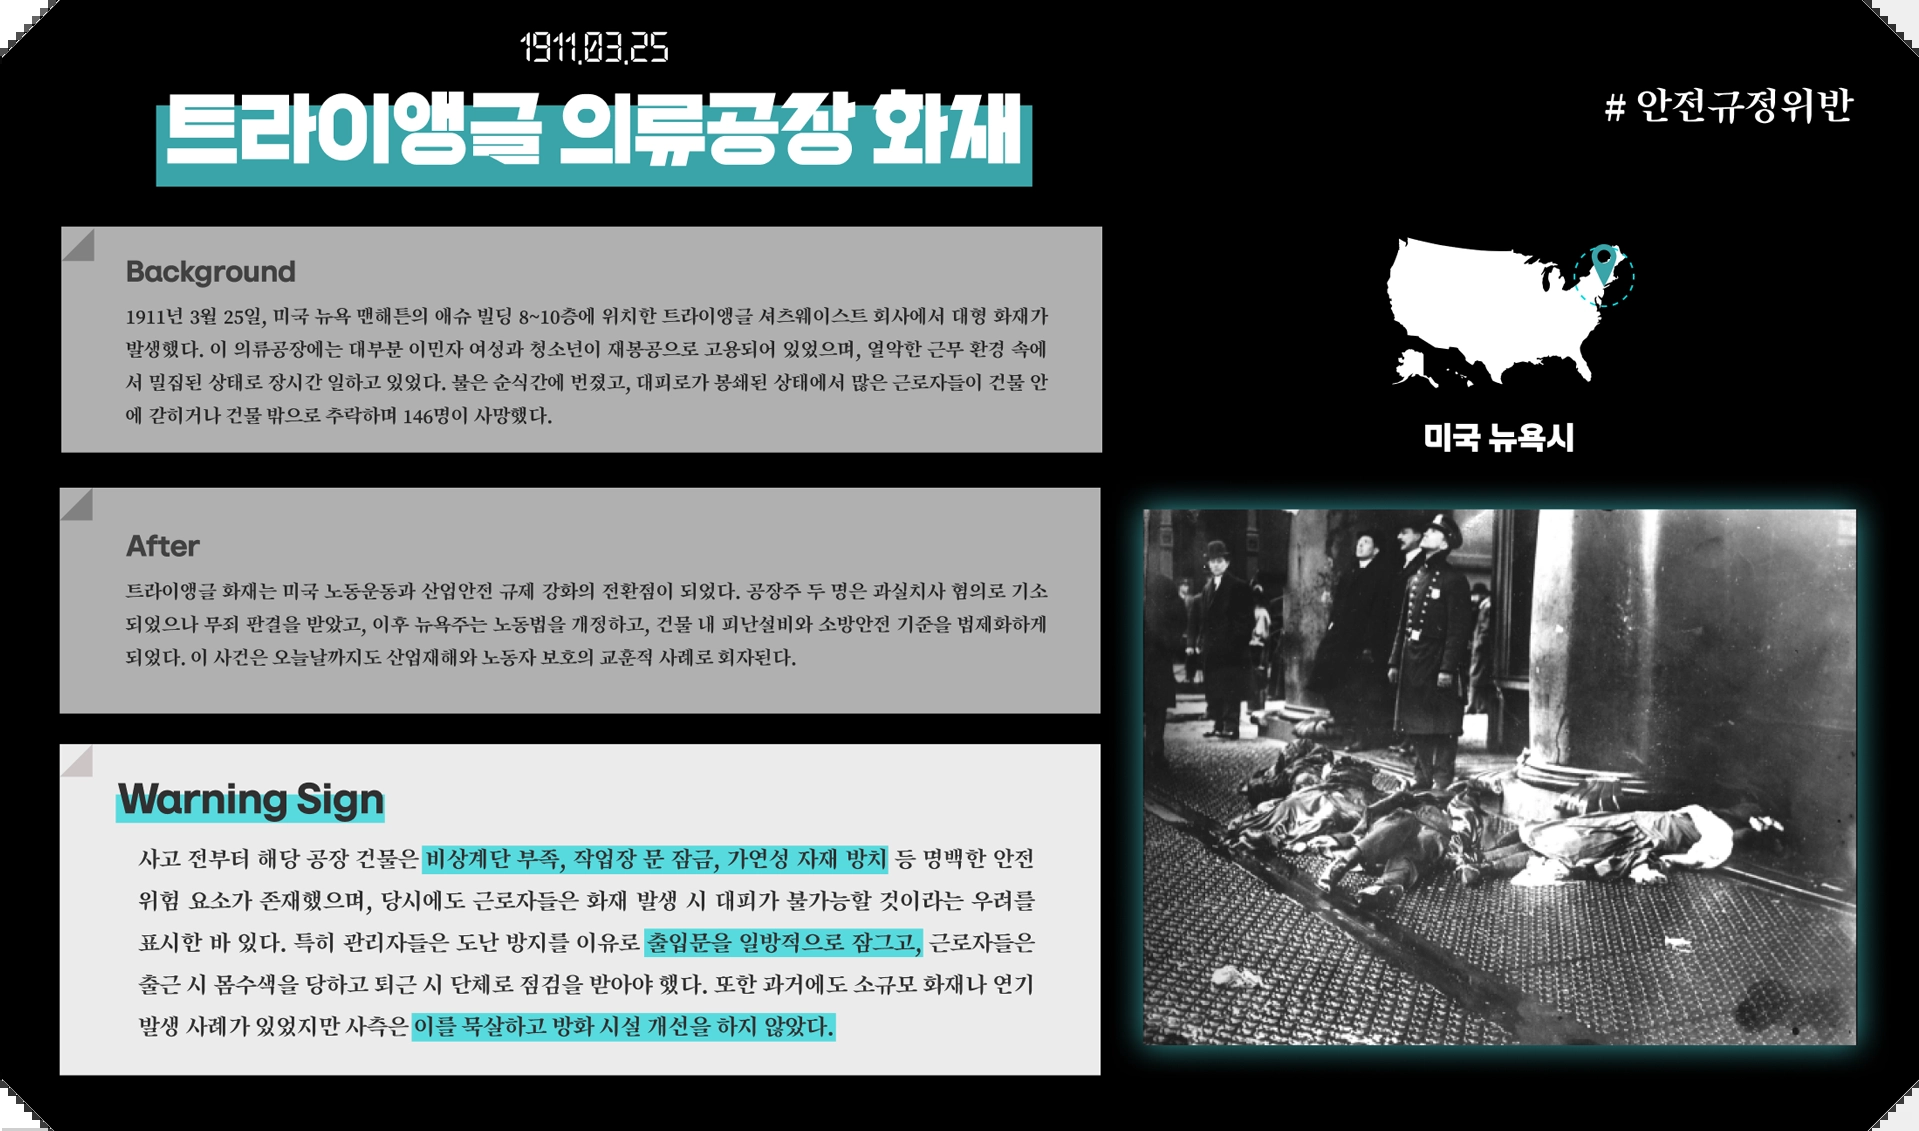 1911.03.25
트라이앵글 의류공장 화재
# 안전규정위반
Background
1911년 3월 25일, 미국 뉴욕 맨해튼의 애슈 빌딩 8~10층에 위치한 트라이앵글 셔츠웨이스트 회사에서 대형 화재가
발생했다. 이 의류공장에는 대부분 이민자 여성과 청소년이 재봉공으로 고용되어 있었으며, 열악한 근무 환경 속에
서 밀집된 상태로 장시간 일하고 있었다. 불은 순식간에 번졌고, 대피로가 봉쇄된 상태에서 많은 근로자들이 건물 안
에 갇히거나 건물 밖으로 추락하며 146명이 사망했다.
미국 뉴욕시
After
트라이앵글 화재는 미국 노동운동과 산업안전 규제 강화의 전환점이 되었다. 공장주 두 명은 과실치사 혐의로 기소
되었으나 무죄 판결을 받았고, 이후 뉴욕주는 노동법을 개정하고, 건물 내 피난설비와 소방안전 기준을 법제화하게
되었다. 이 사건은 오늘날까지도 산업재해와 노동자 보호의 교훈적 사례로 회자된다.
Warning Sign
사고 전부터 해당 공장 건물은 비상계단 부족, 작업장 문 잠금, 가연성 자재 방치 등 명백한 안전
위험 요소가 존재했으며, 당시에도 근로자들은 화재 발생 시 대피가 불가능할 것이라는 우려를
표시한 바 있다. 특히 관리자들은 도난 방지를 이유로 출입문을 일방적으로 잠그고, 근로자들은
출근 시 몸수색을 당하고 퇴근 시 단체로 점검을 받아야 했다. 또한 과거에도 소규모 화재나 연기
발생 사례가 있었지만 사측은 이를 묵살하고 방화 시설 개선을 하지 않았다.